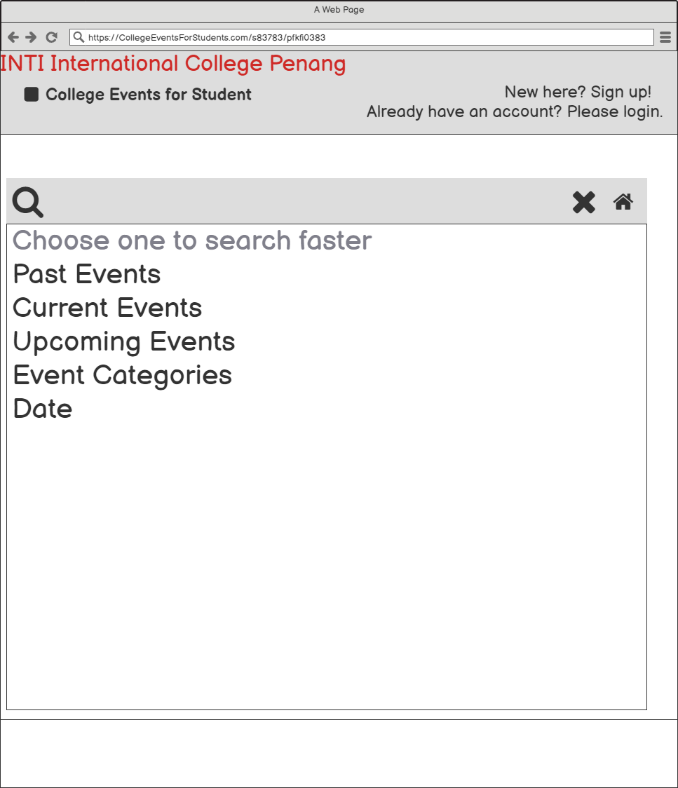 A Web Page
https://CollegeEventsForStudents.com/s83783/pfkfi0383
INTI International College Penang
College Events for Student
New here? Sign up!
Already have an account? Please login.
Choose one to search faster
Past Events
Current Events
Upcoming Events
Event Categories
Date